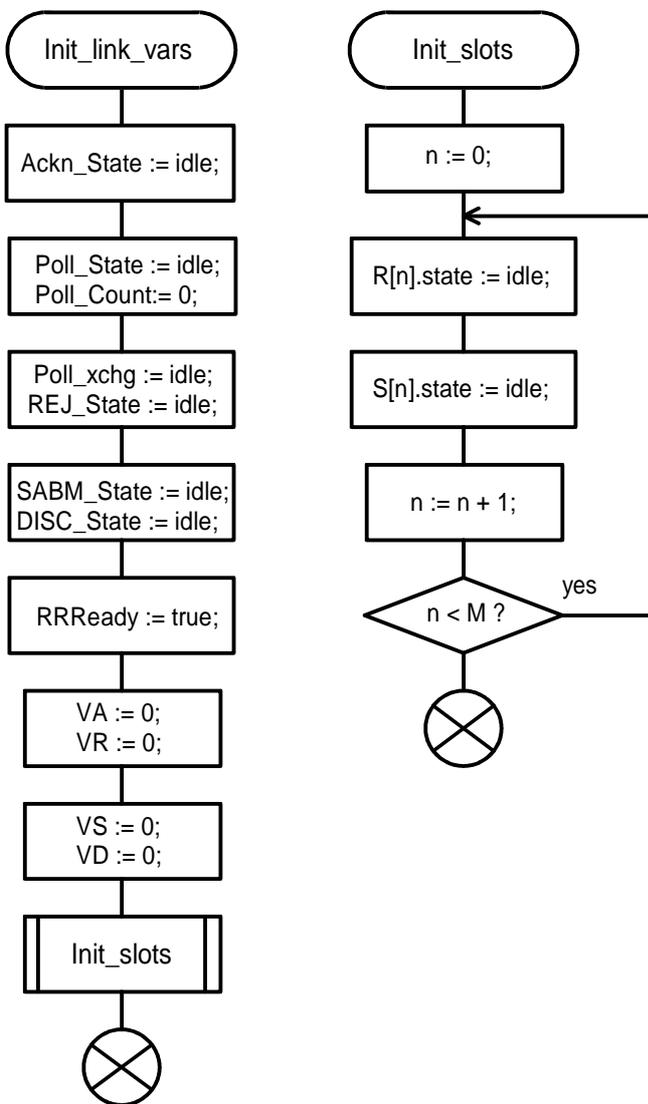 Init_link_vars
Ackn_State := idle;
Poll_State := idle;
Poll_Count:= 0;
Poll_xchg := idle;
REJ_State := idle;
SABM_State := idle;
DISC_State := idle;
RRReady := true;
VA := 0;
VR := 0;
VS := 0;
VD := 0;
Init_slots
Init_slots
n := 0;
R[n].state := idle;
S[n].state := idle;
n := n + 1;
n < M ?
yes